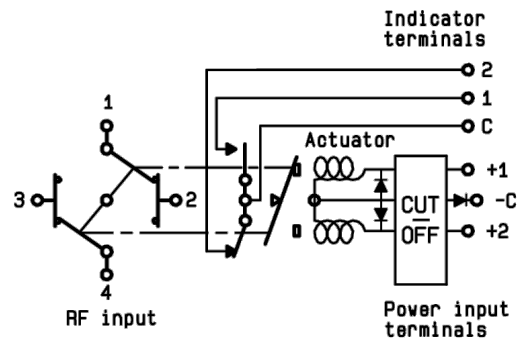 Indicator
terminals
2
1
C
Actuator
1
3
2
4
RF input
+1
CUT
OFF
-C
+2
Power input
terminals